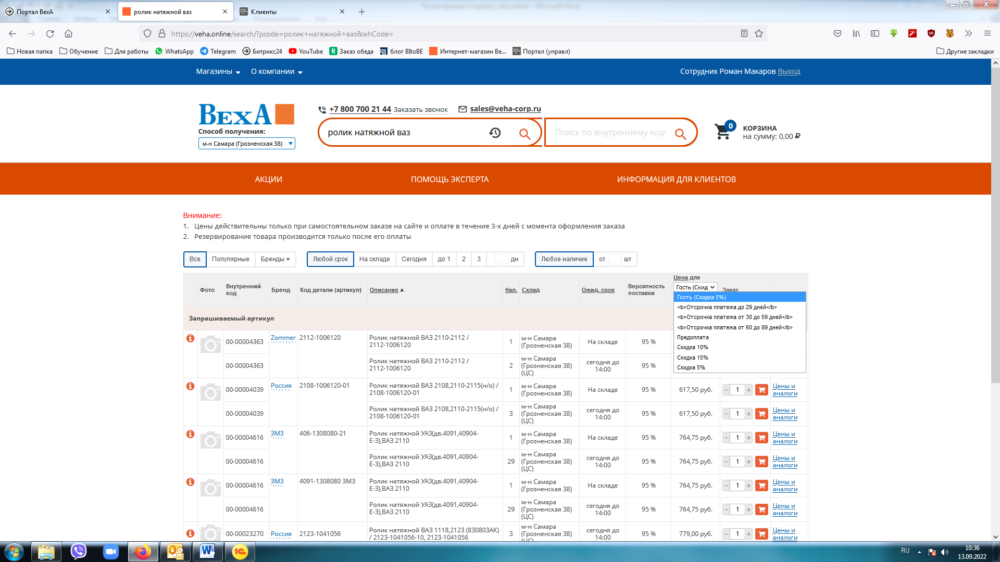 Портал ВехА
ролик натяжной ваз
Клиенты
https://veha.online/search/?pcode=ролик+натяжной+ваз&whCode=
Новая папка
Обучение
Для работы
WhatsApp
Telegram
Битрикс24
YouTube
Заказ обеда
блог BItoBE
Интернет-магазин Ве...
Портал (управл)
Другие закладки
Магазины
О компании
Сотрудник Роман Макаров Выход
ВехА
Способ получения:
м-н Самара (Грозненская 38)
+7 800 700 21 44 Заказать звонок
sales@veha-corp.ru
ролик натяжной ваз
Поиск по внутреннему коду
0
КОРЗИНА
на сумму: 0,00 ₽
АКЦИИ
ПОМОЩЬ ЭКСПЕРТА
ИНФОРМАЦИЯ ДЛЯ КЛИЕНТОВ
Внимание:
1. Цены действительны только при самостоятельном заказе на сайте и оплате в течение 3-х дней с момента оформления заказа
2. Резервирование товара производится только после его оплаты
Все Популярные Бренды
Любой срок На складе Сегодня до 1 2 3 дн
Любое наличие от шт
Фото
Внутренний
код
Бренд
Код детали (артикул)
Описание
Нал.
Склад
Ожид. срок
Вероятность
поставки
Цена для
Гость (Скид
Заказ
Гость (Скидка 5%)
<b>Отсрочка платежа до 29 дней</b>
<b>Отсрочка платежа от 30 до 59 дней</b>
<b>Отсрочка платежа от 60 до 89 дней</b>
Предоплата
Скидка 10%
Скидка 15%
Скидка 5%
Запрашиваемый артикул
00-00004363
Zommer
2112-1006120
Ролик натяжной ВАЗ 2110-2112 /
2112-1006120
1
м-н Самара
(Грозненская 38)
На складе
95 %
00-00004363
Ролик натяжной ВАЗ 2110-2112 /
2112-1006120
2
м-н Самара
(Грозненская 38)
(ЦС)
сегодня до
14:00
95 %
00-00004039
Россия
2108-1006120-01
Ролик натяжной ВАЗ 2108,2110-2115(н/о) /
2108-1006120-01
1
м-н Самара
(Грозненская 38)
На складе
95 %
617,50 руб.
– 1 +
Цены и
аналоги
00-00004039
Ролик натяжной ВАЗ 2108,2110-2115(н/о) /
2108-1006120-01
3
м-н Самара
(Грозненская 38)
(ЦС)
сегодня до
14:00
95 %
617,50 руб.
– 1 +
Цены и
аналоги
00-00004616
ЗМЗ
406-1308080-21
Ролик натяжной УАЗ(дв.4091,40904-
Е-3),ВАЗ 2110
1
м-н Самара
(Грозненская 38)
На складе
95 %
764,75 руб.
– 1 +
Цены и
аналоги
00-00004616
Ролик натяжной УАЗ(дв.4091,40904-
Е-3),ВАЗ 2110
29
м-н Самара
(Грозненская 38)
(ЦС)
сегодня до
14:00
95 %
764,75 руб.
– 1 +
Цены и
аналоги
00-00004616
ЗМЗ
4091-1308080 ЗМЗ
Ролик натяжной УАЗ(дв.4091,40904-
Е-3),ВАЗ 2110
1
м-н Самара
(Грозненская 38)
На складе
95 %
764,75 руб.
– 1 +
Цены и
аналоги
00-00004616
Ролик натяжной УАЗ(дв.4091,40904-
Е-3),ВАЗ 2110
29
м-н Самара
(Грозненская 38)
(ЦС)
сегодня до
14:00
95 %
764,75 руб.
– 1 +
Цены и
аналоги
00-00023270
Россия
2123-1041056
Ролик натяжной ВАЗ 1118,2123 (830803АК)
/ 2123-1041056-10, 2123-1041056
3
м-н Самара
(Грозненская 38)
сегодня до
14:00
95 %
779,00 руб.
– 1 +
Цены и
аналоги
RU
10:36
13.09.2022